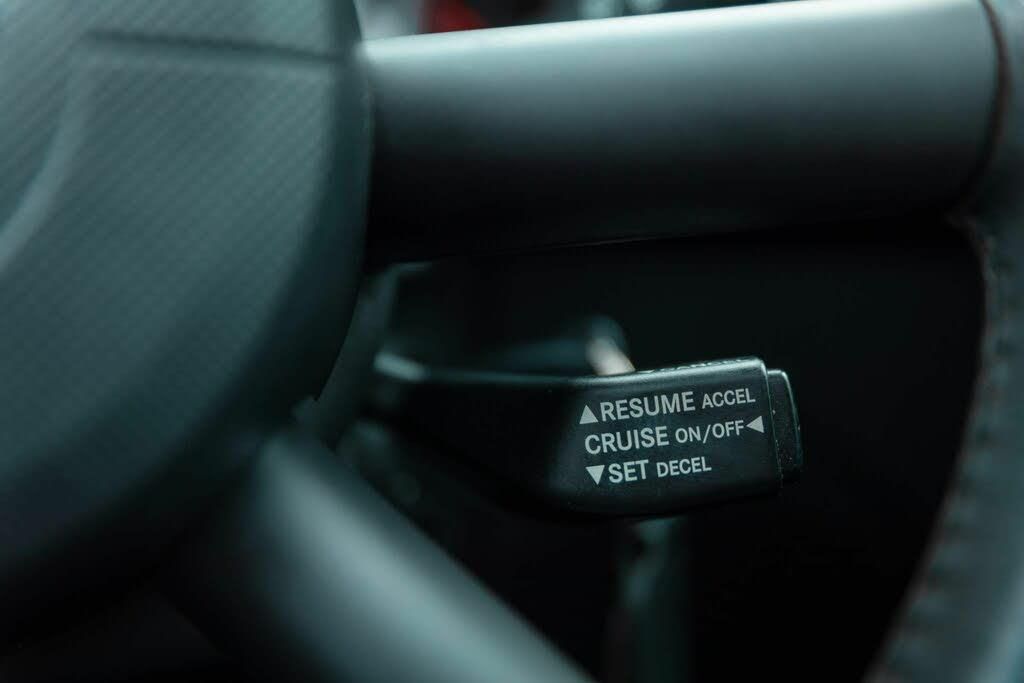 ▲RESUME ACCEL
CRUISE ON/OFF◀
▼SET DECEL